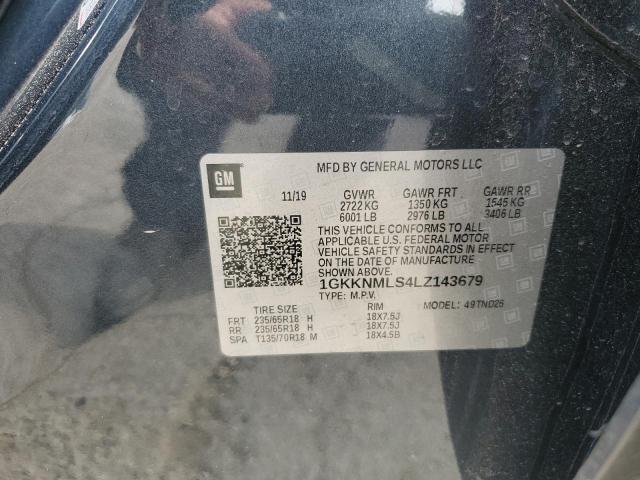 GM
MFD BY GENERAL MOTORS LLC
11/19 GVWR GAWR FRT GAWR RR
2722 KG 1350 KG 1545 KG
6001 LB 2976 LB 3406 LB
THIS VEHICLE CONFORMS TO ALL
APPLICABLE U.S. FEDERAL MOTOR
VEHICLE SAFETY STANDARDS IN EFFECT
ON THE DATE OF MANUFACTURE
SHOWN ABOVE.
1GKKNMLS4LZ143679
TYPE: M.P.V. MODEL: 49TND26
TIRE SIZE RIM
FRT 235/65R18 H 18X7.5J
RR 235/65R18 H 18X7.5J
SPA T135/70R18 M 18X4.5B